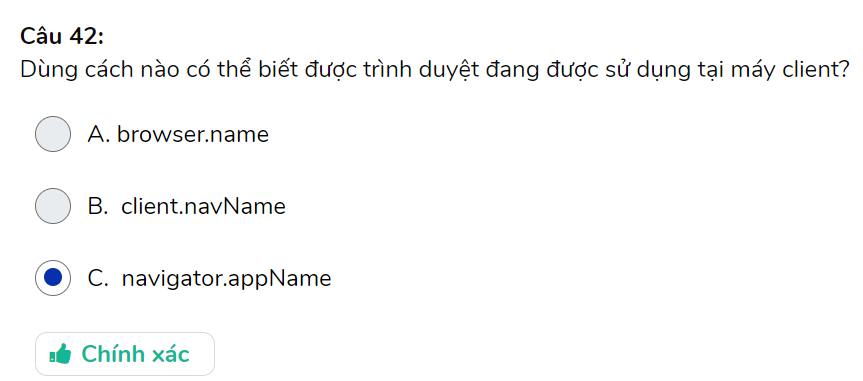 Câu 42:
Dùng cách nào có thể biết được trình duyệt đang được sử dụng tại máy client?
A. browser.name
B. client.navName
C. navigator.appName
Chính xác